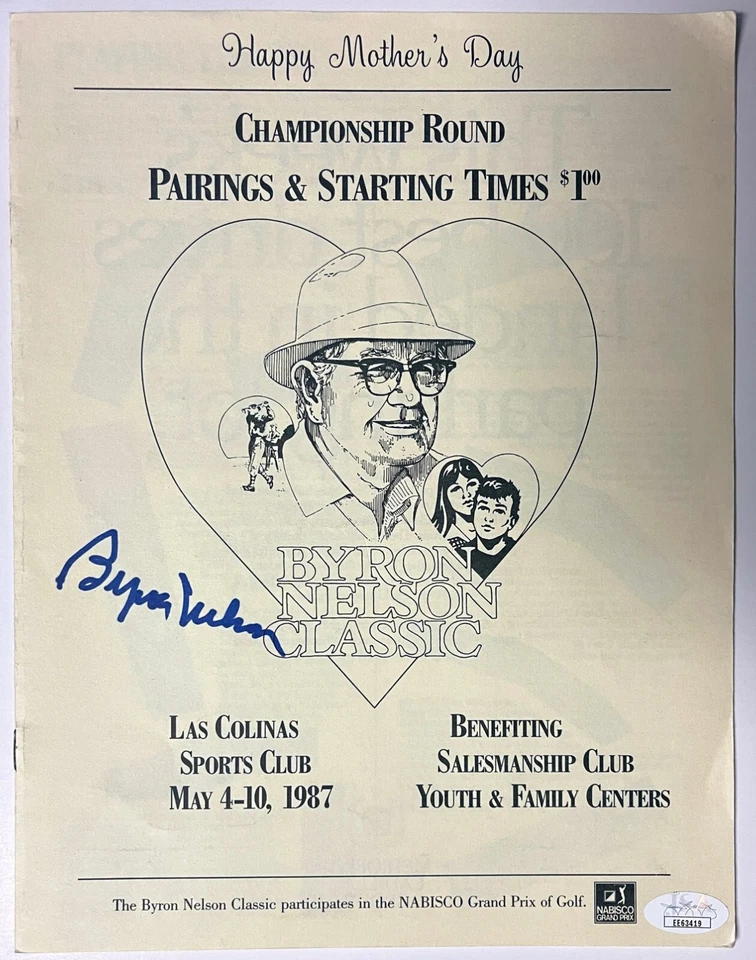 Happy Mother's Day
CHAMPIONSHIP ROUND
PAIRINGS & STARTING TIMES $1.00
BYRON
NELSON
CLASSIC
Byron Nelson
LAS COLINAS
SPORTS CLUB
MAY 4-10, 1987
BENEFITING
SALESMANSHIP CLUB
YOUTH & FAMILY CENTERS
The Byron Nelson Classic participates in the NABISCO Grand Prix of Golf.
NABISCO
GRAND PRIX
EE63419